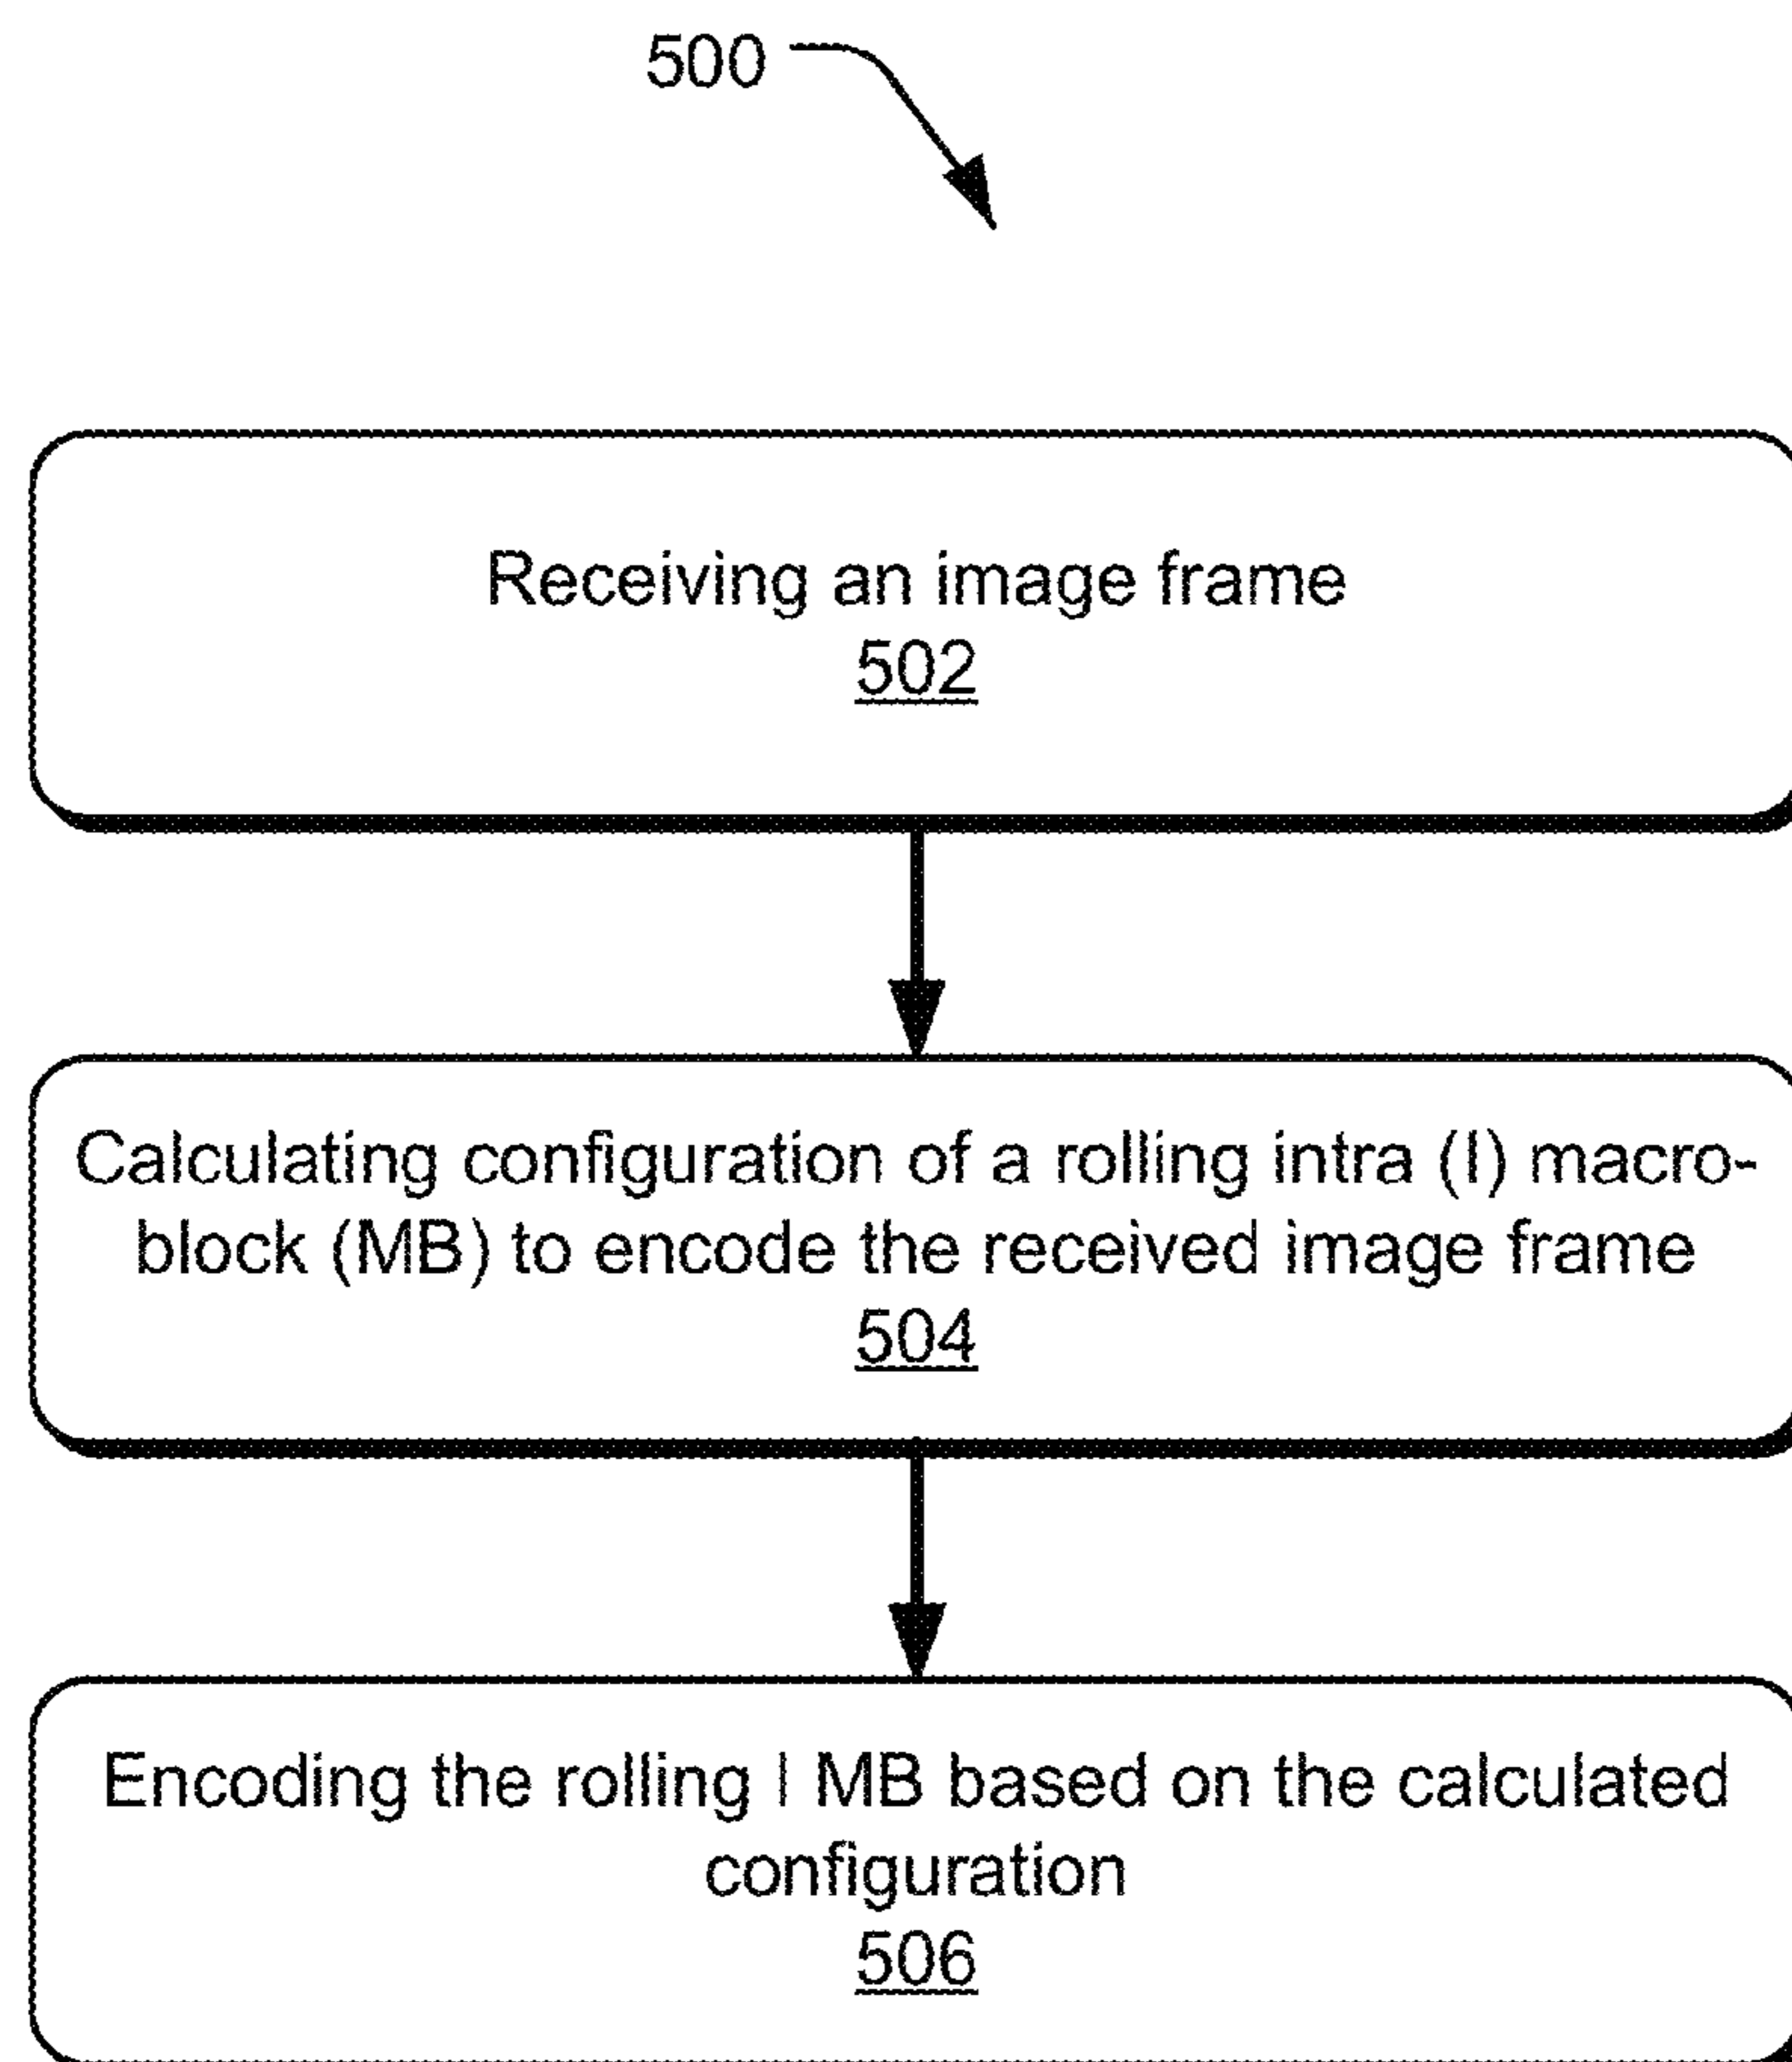 500
Receiving an image frame
502
Calculating configuration of a rolling intra (I) macro-
block (MB) to encode the received image frame
504
Encoding the rolling I MB based on the calculated
configuration
506